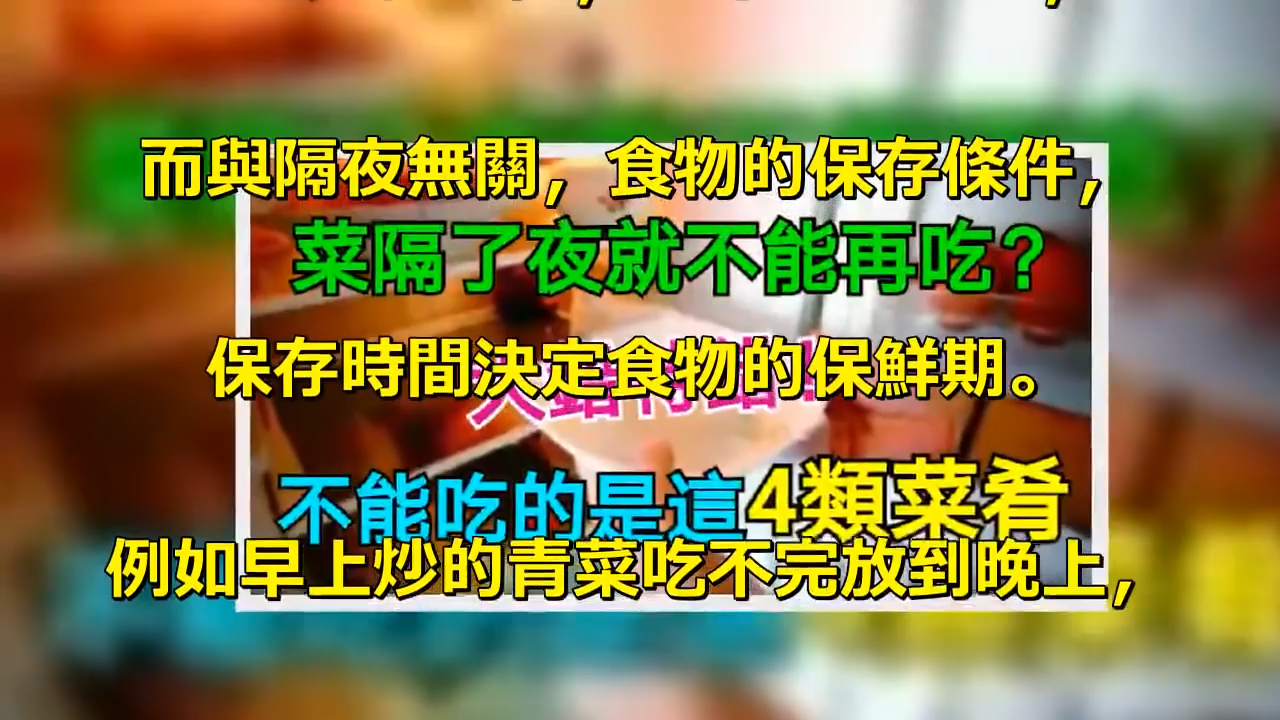 而與隔夜無關，食物的保存條件，
菜隔了夜就不能再吃？
保存時間決定食物的保鮮期。
不能吃的是這4類菜肴
例如早上炒的青菜吃不完放到晚上，